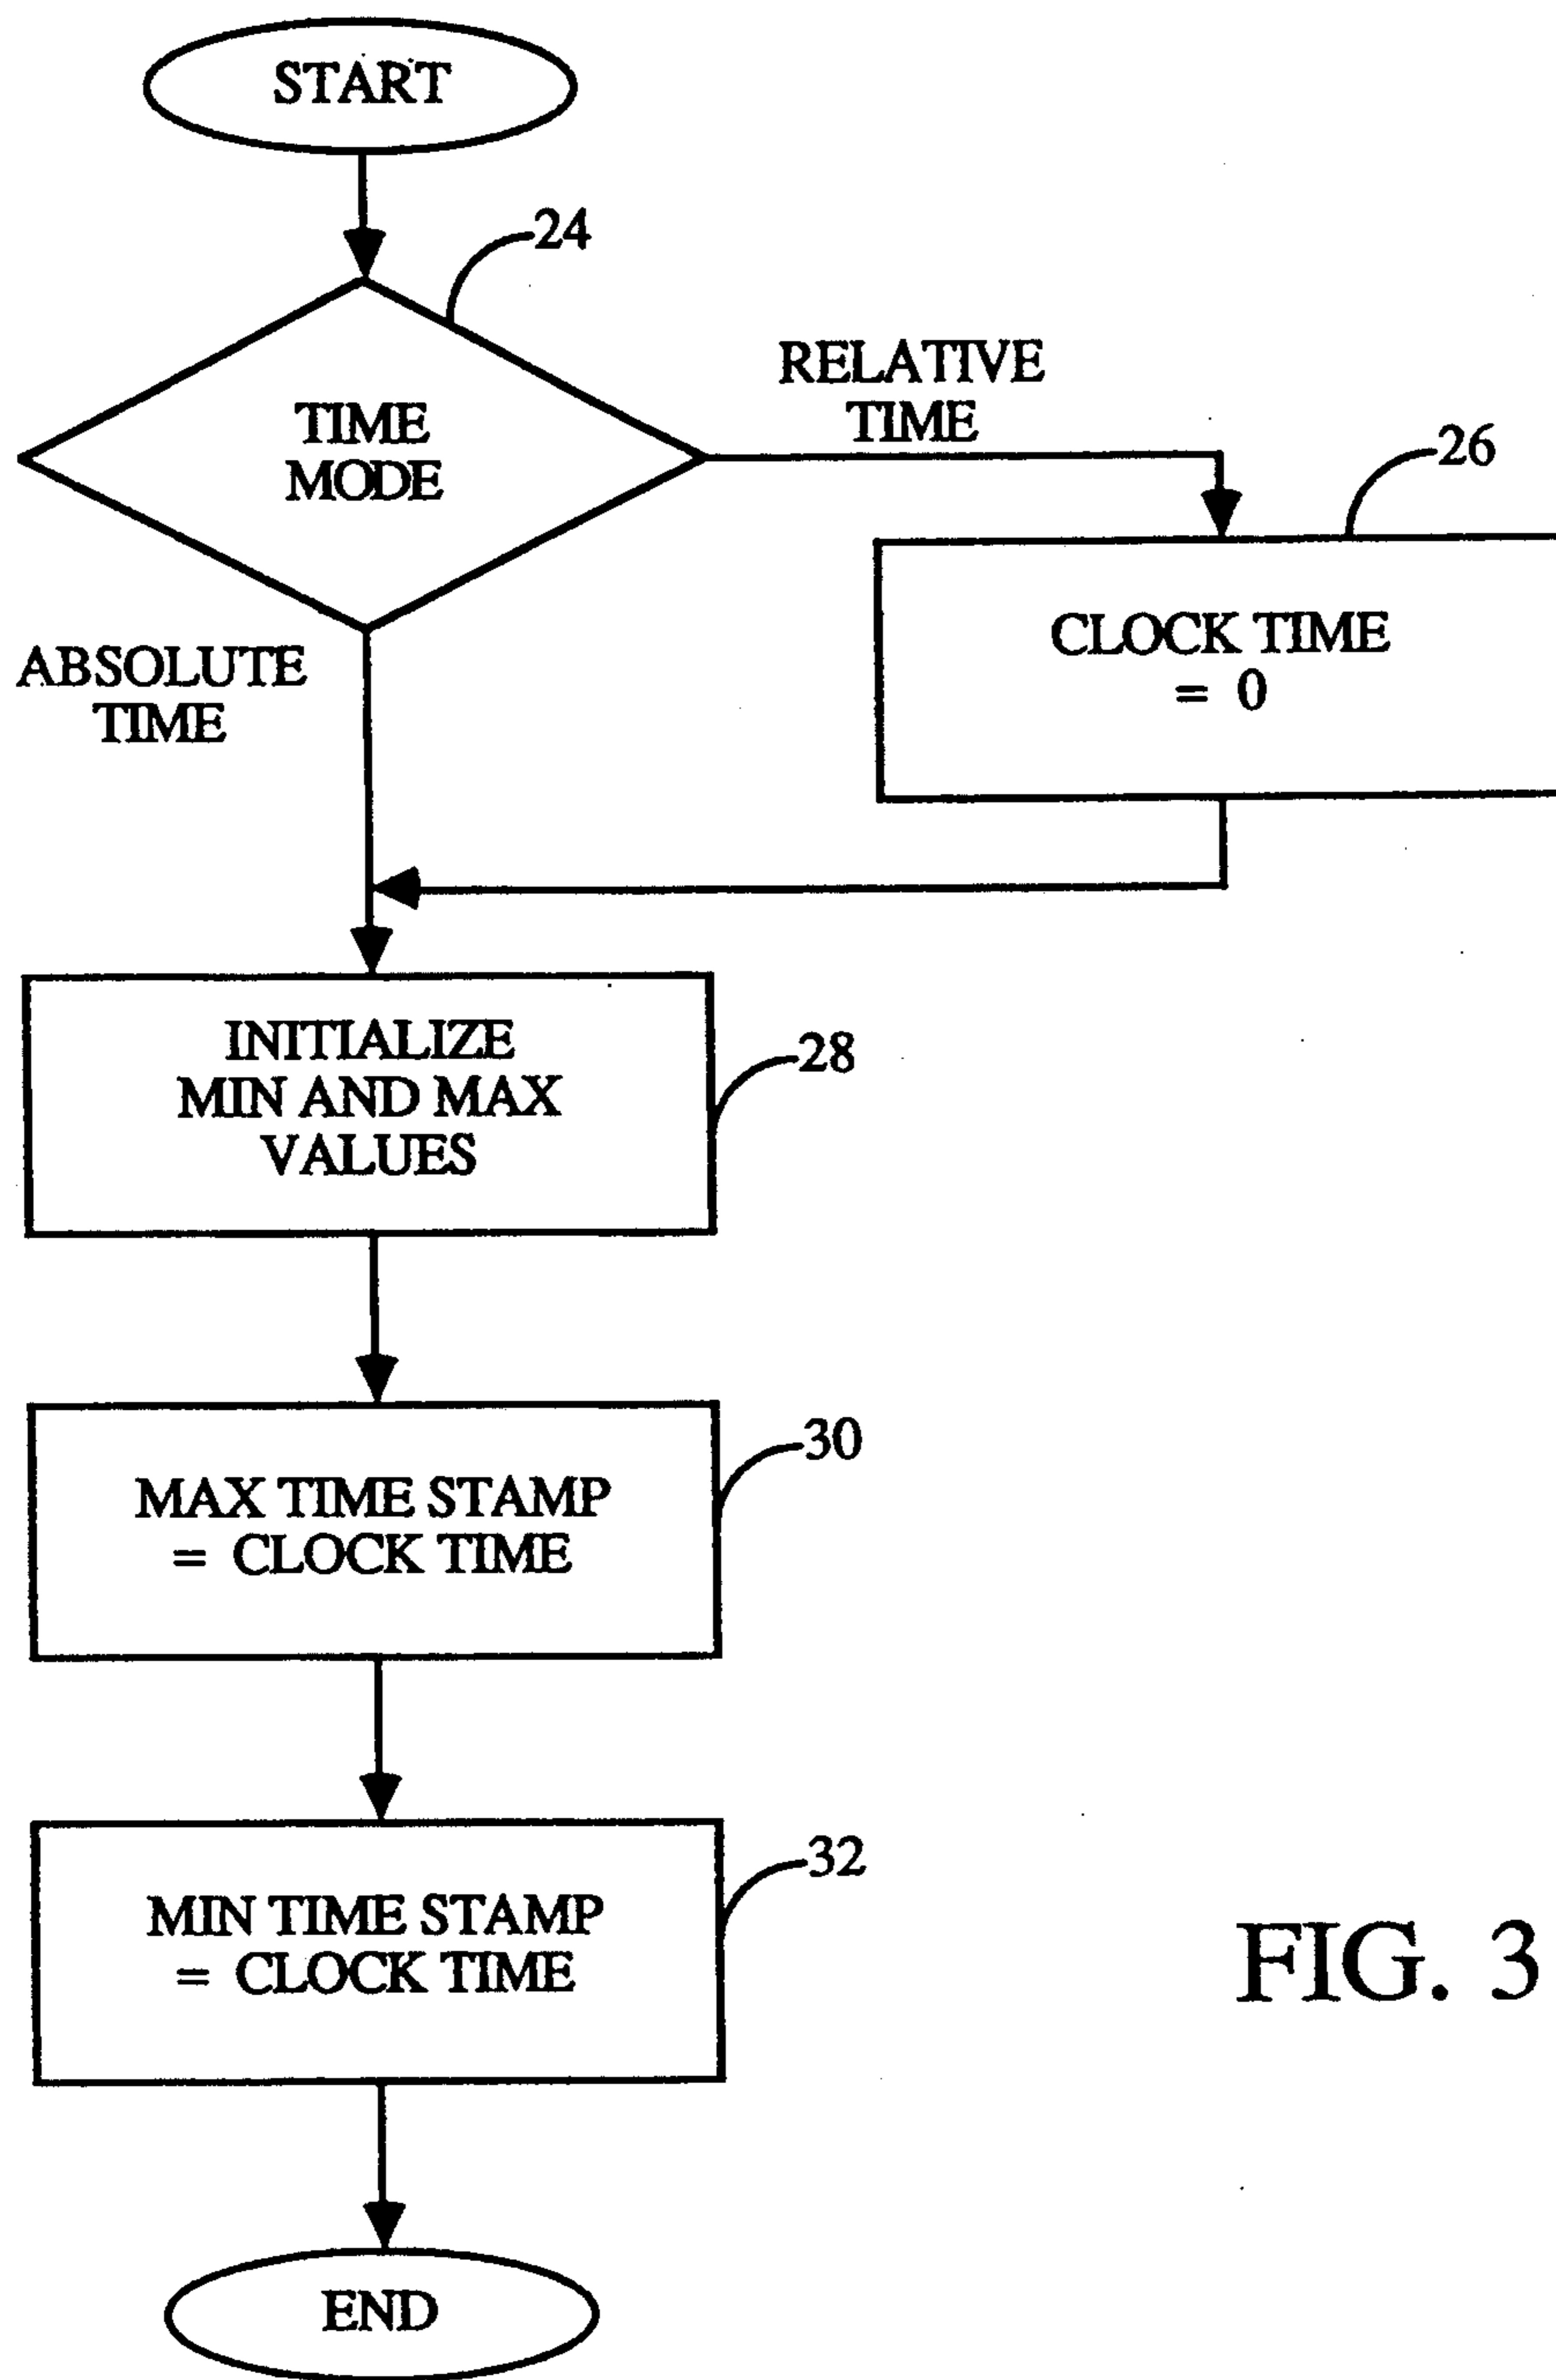 START
24
TIME
MODE
RELATIVE
TIME
26
CLOCK TIME
= 0
ABSOLUTE
TIME
INITIALIZE
MIN AND MAX
VALUES
28
MAX TIME STAMP
= CLOCK TIME
30
MIN TIME STAMP
= CLOCK TIME
32
END
FIG. 3